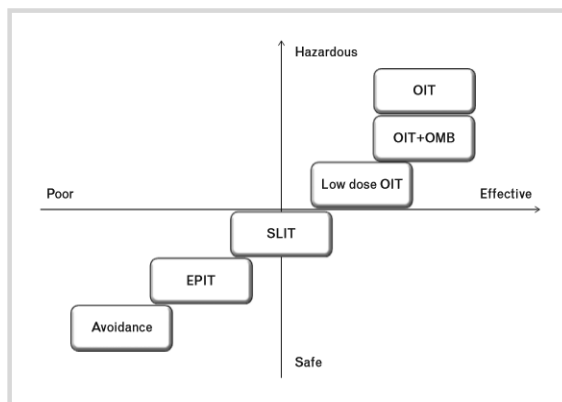 Hazardous
OIT
OIT+OMB
Low dose OIT
Poor
Effective
SLIT
EPIT
Avoidance
Safe